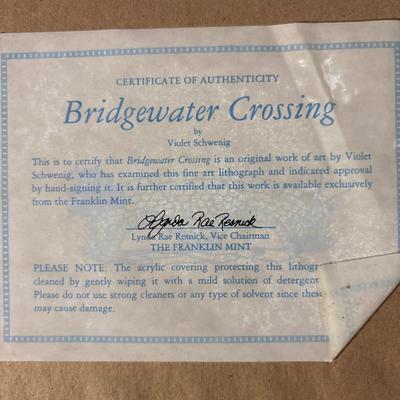 CERTIFICATE OF AUTHENTICITY
Bridgewater Crossing
by
Violet Schwenig
This is to certify that Bridgewater Crossing is an original work of art by Violet
Schwenig, who has examined this fine art lithograph and indicated approval
by hand-signing it. It is further certified that this work is available exclusively
from the Franklin Mint.
Lynda Rae Resnick
Lynda Rae Resnick, Vice Chairman
THE FRANKLIN MINT
PLEASE NOTE: The acrylic covering protecting this lithogr
cleaned by gently wiping it with a mild solution of detergent
Please do not use strong cleaners or any type of solvent since these
may cause damage.